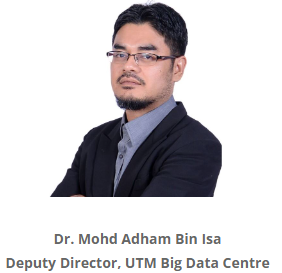 Dr. Mohd Adham Bin Isa
Deputy Director, UTM Big Data Centre